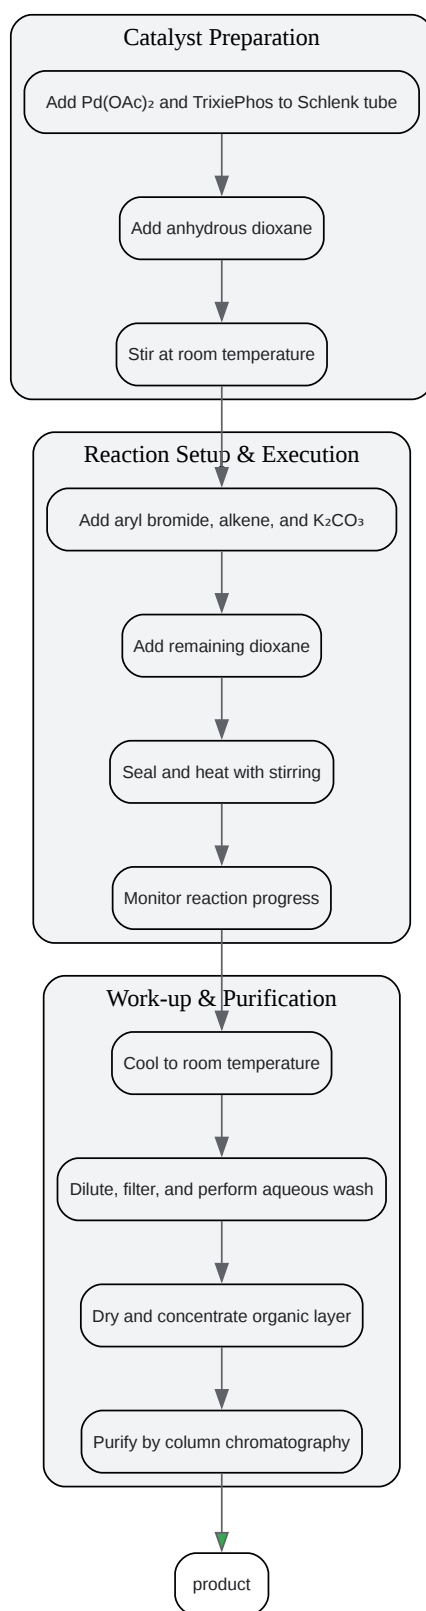 Catalyst Preparation
Add Pd(OAc)₂ and TrixiePhos to Schlenk tube
Add anhydrous dioxane
Stir at room temperature
Reaction Setup & Execution
Add aryl bromide, alkene, and K₂CO₃
Add remaining dioxane
Seal and heat with stirring
Monitor reaction progress
Work-up & Purification
Cool to room temperature
Dilute, filter, and perform aqueous wash
Dry and concentrate organic layer
Purify by column chromatography
product